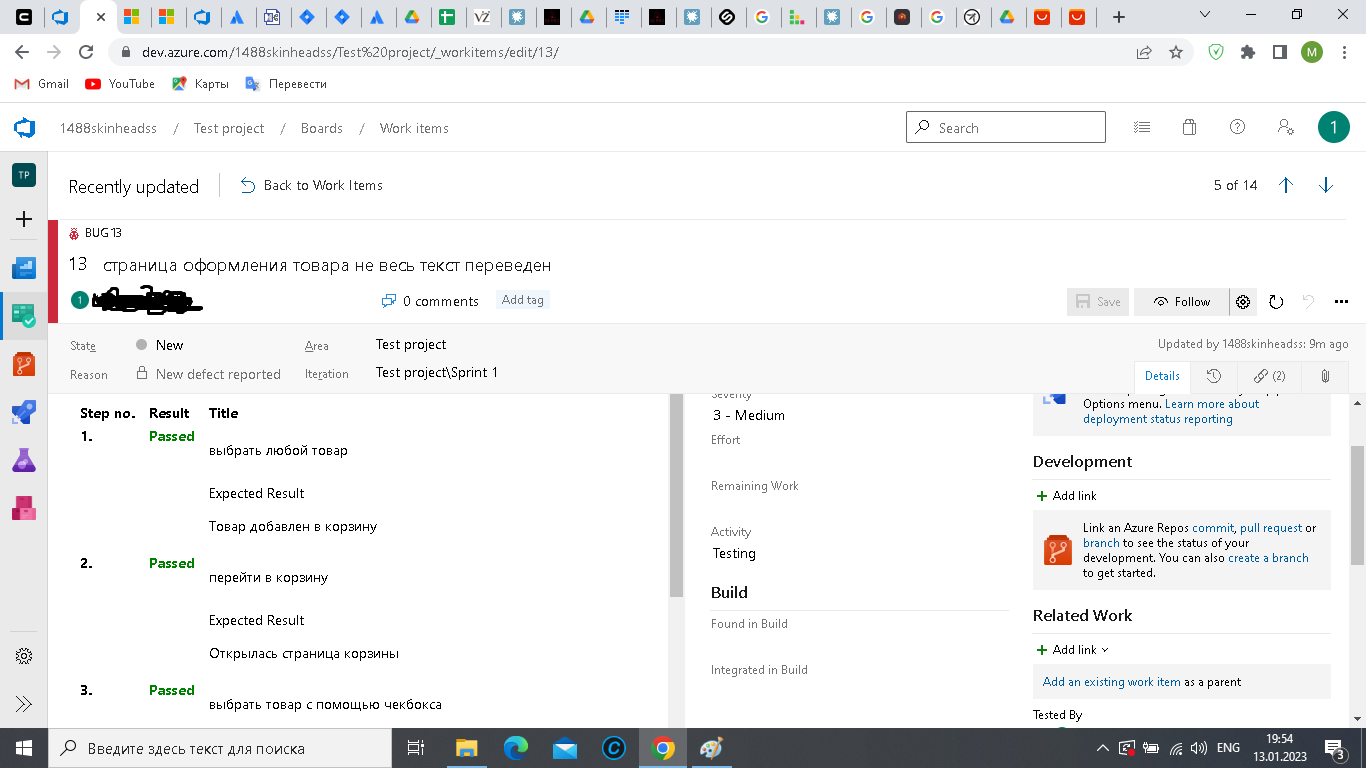 dev.azure.com/1488skinheadss/Test%20project/_workitems/edit/13/
M
Gmail YouTube Карты Перевести
1488skinheadss / Test project / Boards / Work items
Search
1
TP
Recently updated
Back to Work Items
5 of 14
BUG 13
13 страница оформления товара не весь текст переведен
1
0 comments
Add tag
Save
Follow
State New
Area Test project
Updated by 1488skinheadss: 9m ago
Reason New defect reported
Iteration Test project\Sprint 1
Details
(2)
Step no. Result Title
1. Passed
выбрать любой товар
Expected Result
Товар добавлен в корзину
2. Passed
перейти в корзину
Expected Result
Открылась страница корзины
3. Passed
выбрать товар с помощью чекбокса
Severity
3 - Medium
Effort
Remaining Work
Activity
Testing
Build
Found in Build
Integrated in Build
Options menu. Learn more about
deployment status reporting
Development
Add link
Link an Azure Repos commit, pull request or
branch to see the status of your
development. You can also create a branch
to get started.
Related Work
Add link
Add an existing work item as a parent
Tested By
Введите здесь текст для поиска
ENG
19:54
13.01.2023
3